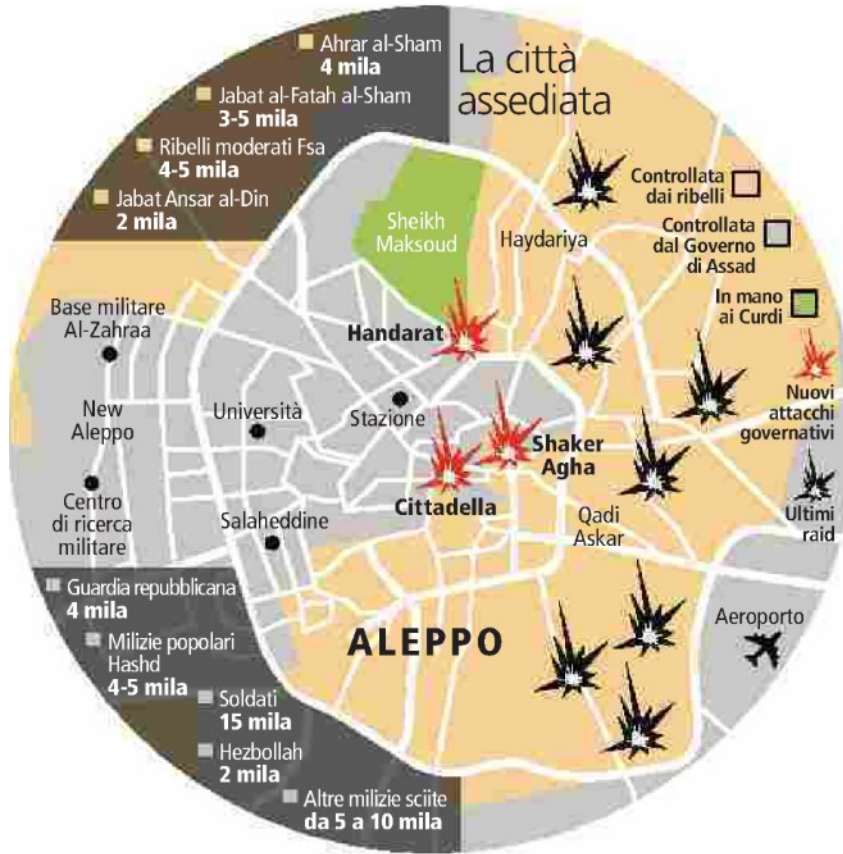 Ahrar al-Sham
4 mila
Jabat al-Fatah al-Sham
3-5 mila
Ribelli moderati Fsa
4-5 mila
Jabat Ansar al-Din
2 mila
La città
assediata
Controllata
dai ribelli
Controllata
dal Governo
di Assad
In mano
ai Curdi
Nuovi
attacchi
governativi
Ultimi
raid
Sheikh
Maksoud
Haydariya
Base militare
Al-Zahraa
Handarat
New
Aleppo
Università
Stazione
Shaker
Agha
Centro
di ricerca
militare
Salaheddine
Cittadella
Qadi
Askar
ALEPPO
Aeroporto
Guardia repubblicana
4 mila
Milizie popolari
Hashd
4-5 mila
Soldati
15 mila
Hezbollah
2 mila
Altre milizie sciite
da 5 a 10 mila